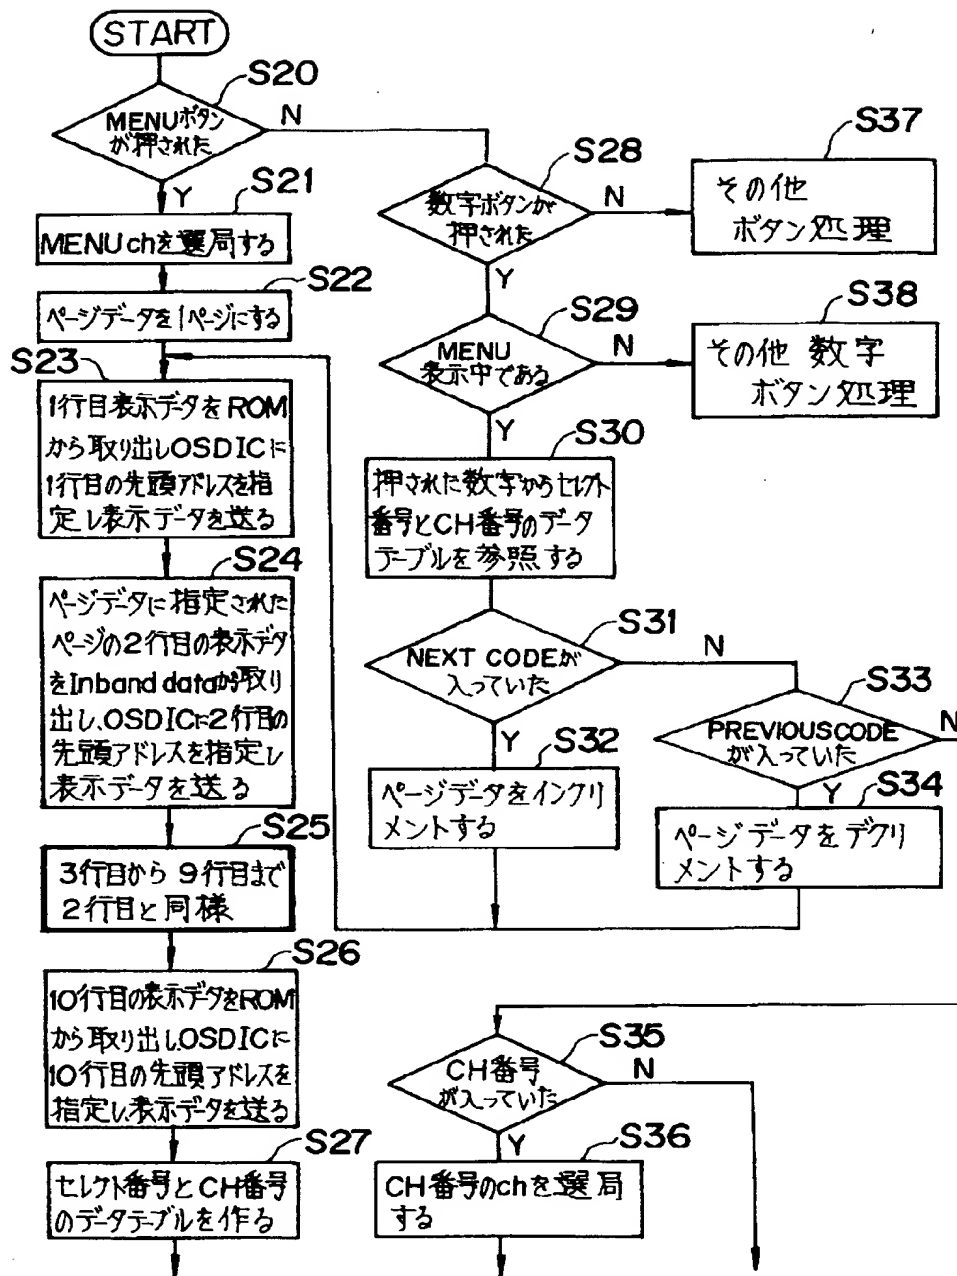 START
S20
MENUボタン
が押された
N
Y
S21
MENU chを選局する
S22
ページデータを1ページにする
S23
1行目表示データをROM
から取り出しOSDICに
1行目の先頭アドレスを指
定し表示データを送る
S24
ページデータに指定された
ページの2行目の表示データ
をInband dataから取り
出し、OSDICに2行目の
先頭アドレスを指定し
表示データを送る
S25
3行目から9行目まで
2行目と同様
S26
10行目の表示データをROM
から取り出し、OSDICに
10行目の先頭アドレスを
指定し、表示データを送る
S27
セレクト番号とCH番号
のデータテーブルを作る
S28
数字ボタンが
押された
N
Y
S37
その他
ボタン処理
S29
MENU
表示中である
N
Y
S38
その他 数字
ボタン処理
S30
押された数字からセレクト
番号とCH番号のデータ
テーブルを参照する
S31
NEXT CODEが
入っていた
N
Y
S32
ページデータをインクリ
メントする
S33
PREVIOUS CODE
が入っていた
N
Y
S34
ページデータをデクリ
メントする
S35
CH番号
が入っていた
N
Y
S36
CH番号のchを選局
する